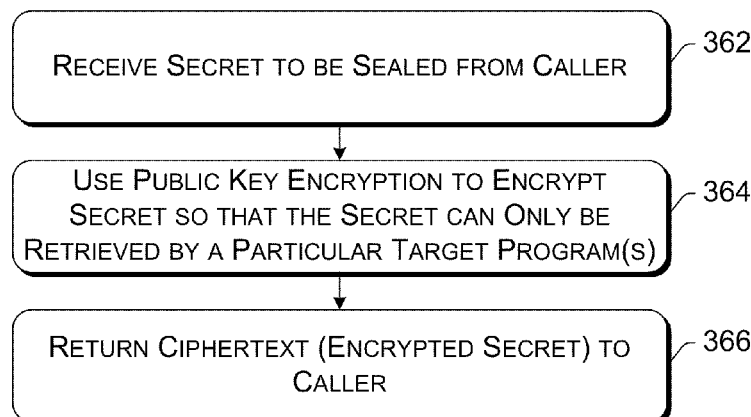 RECEIVE SECRET TO BE SEALED FROM CALLER
362
USE PUBLIC KEY ENCRYPTION TO ENCRYPT
SECRET SO THAT THE SECRET CAN ONLY BE
RETRIEVED BY A PARTICULAR TARGET PROGRAM(S)
364
RETURN CIPHERTEXT (ENCRYPTED SECRET) TO
CALLER
366